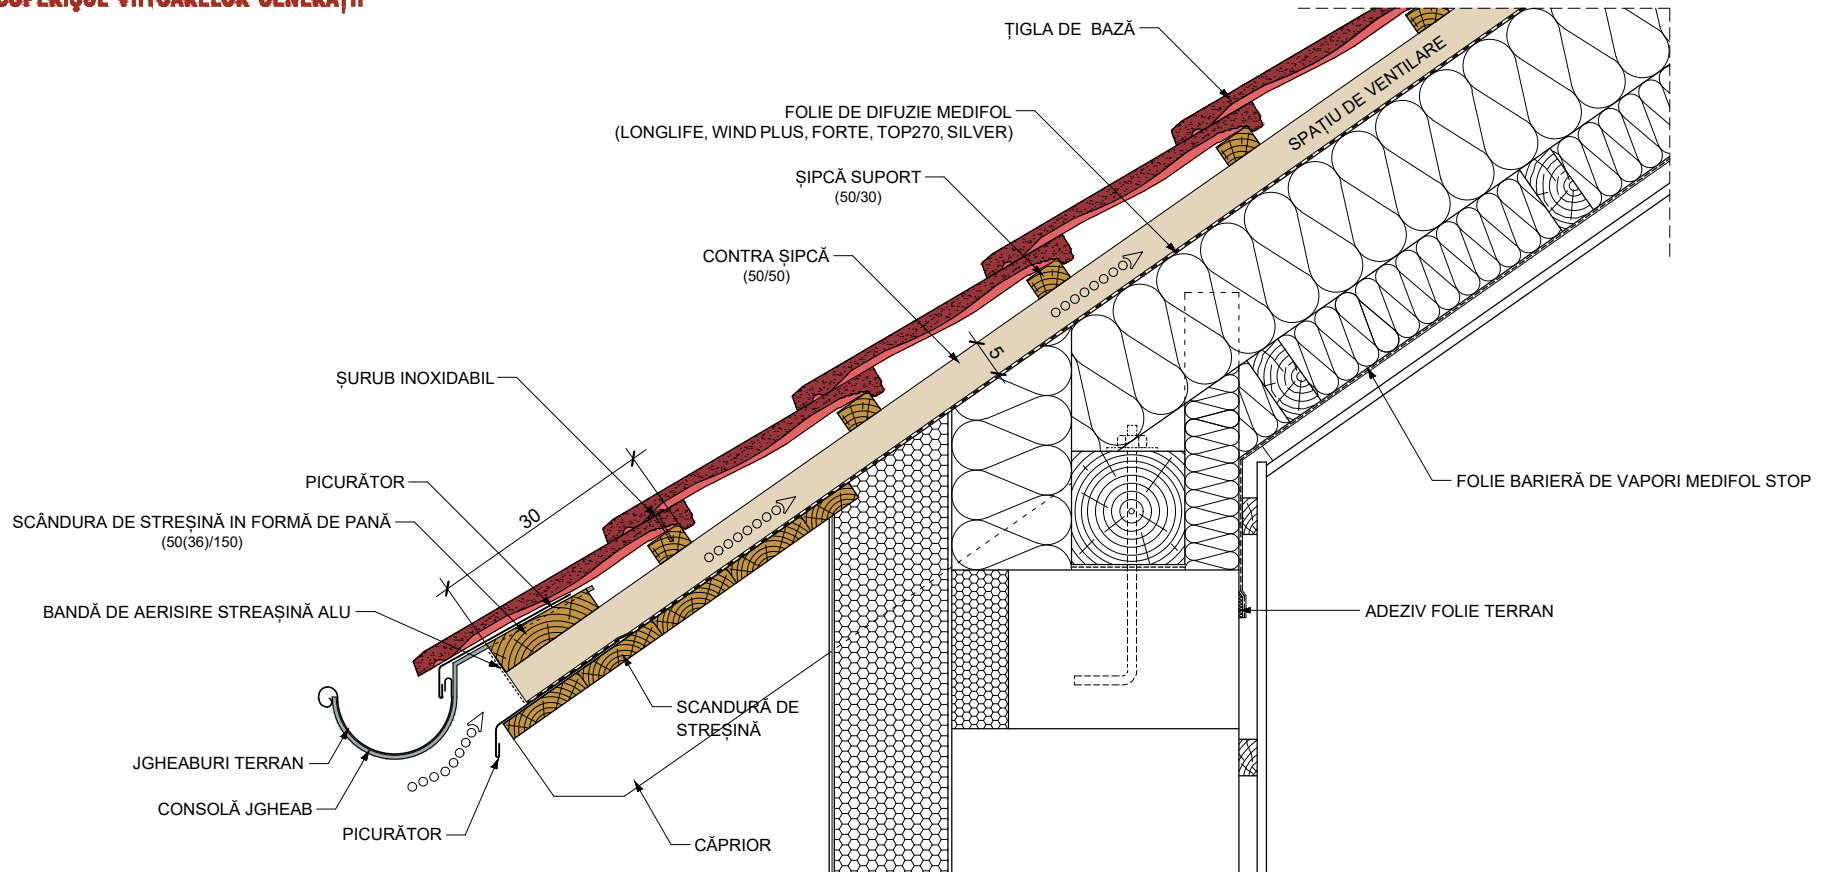 VIITOARELOR GENERAȚII
ȚIGLA DE BAZĂ
FOLIE DE DIFUZIE MEDIFOL
(LONGLIFE, WIND PLUS, FORTE, TOP270, SILVER)
SPAȚIU DE VENTILARE
ȘIPCĂ SUPORT
(50/30)
CONTRA ȘIPCĂ
(50/50)
5
ȘURUB INOXIDABIL
PICURĂTOR
30
SCÂNDURA DE STREȘINĂ IN FORMĂ DE PANĂ
(50(36)/150)
BANDĂ DE AERISIRE STREAȘINĂ ALU
FOLIE BARIERĂ DE VAPORI MEDIFOL STOP
ADEZIV FOLIE TERRAN
SCANDURĂ DE
STREȘINĂ
JGHEABURI TERRAN
CONSOLĂ JGHEAB
PICURĂTOR
CĂPRIOR